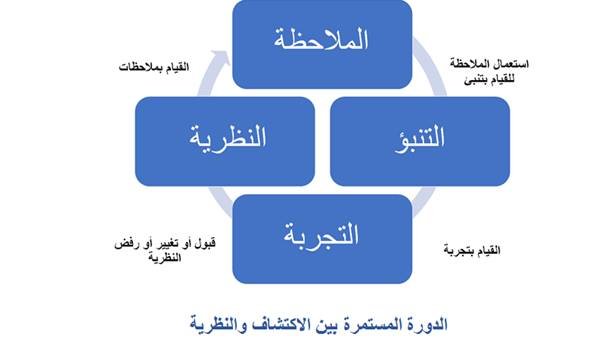 الملاحظة
استعمال الملاحظة
للقيام بتنبئ
القيام بملاحظات
التنبؤ
النظرية
التجربة
القيام بتجربة
قبول أو تغيير أو رفض
النظرية
الدورة المستمرة بين الاكتشاف والنظرية